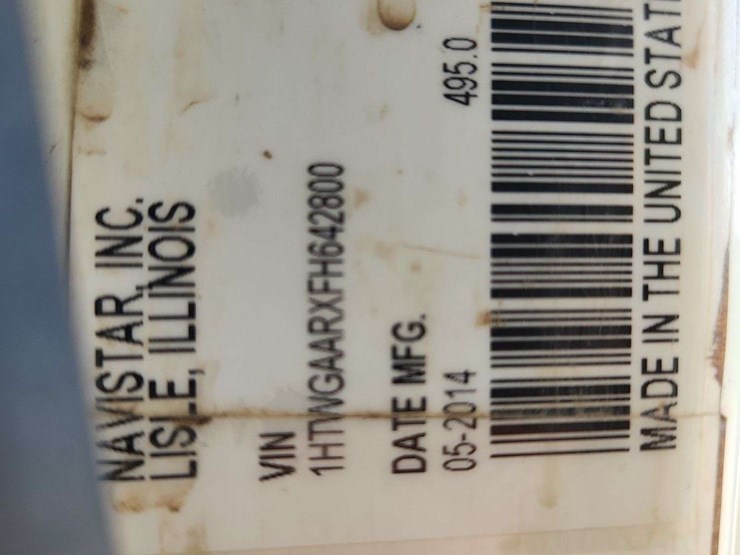 NAVISTAR, INC.
LISLE, ILLINOIS
VIN
1HTWGAARXFH642800
DATE MFG.
05-2014 495.0
MADE IN THE UNITED STAT